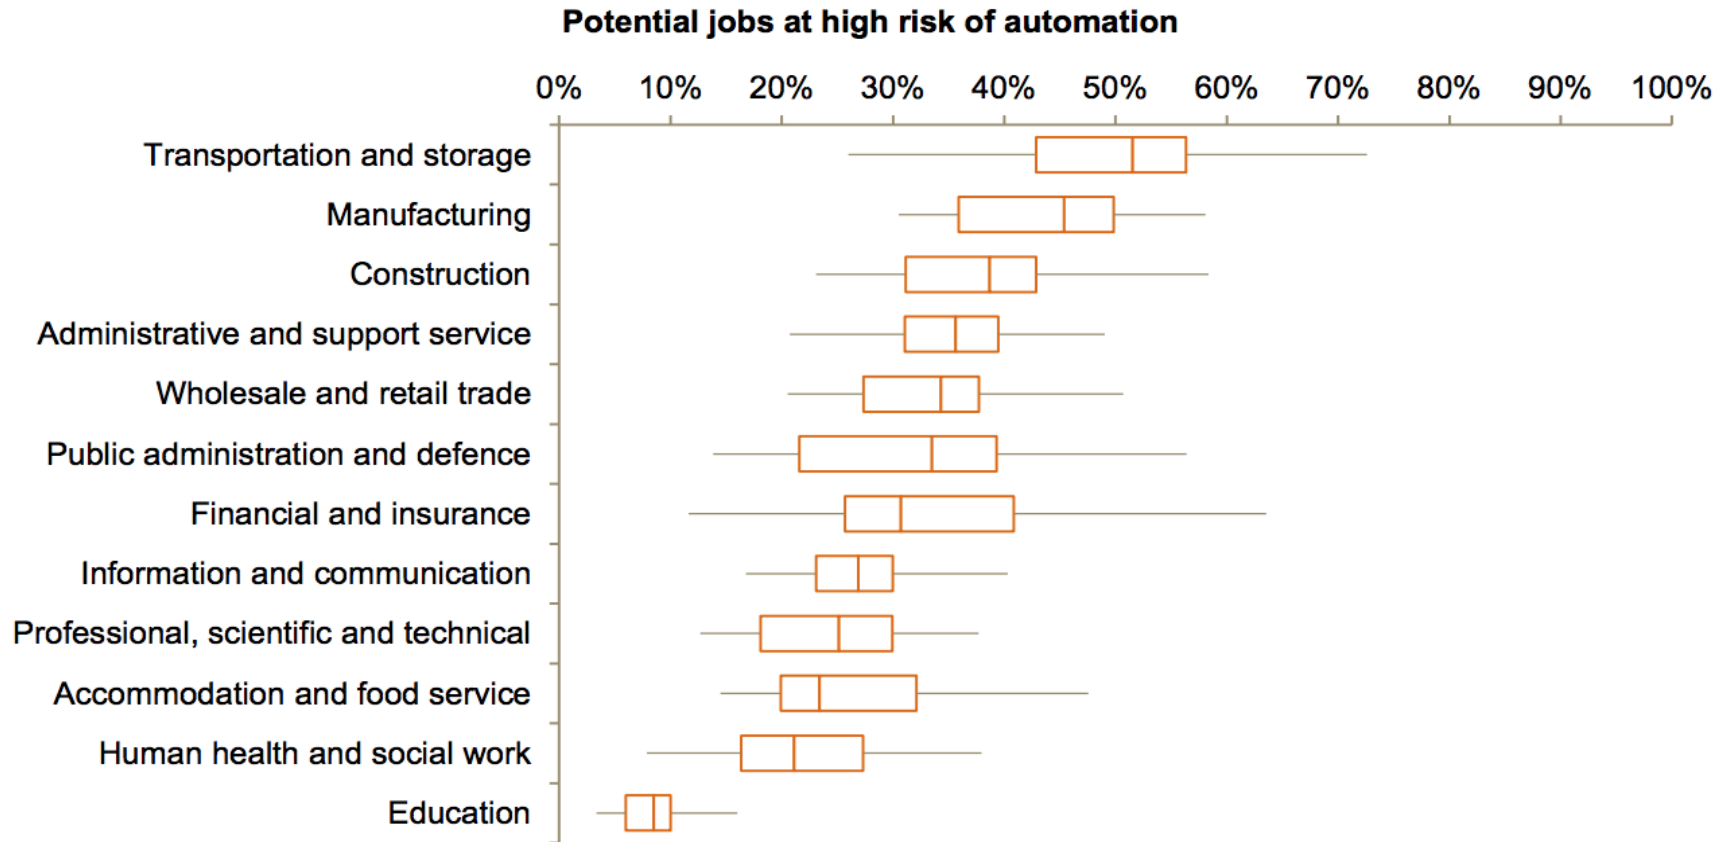 Potential jobs at high risk of automation
0% 10% 20% 30% 40% 50% 60% 70% 80% 90% 100%
Transportation and storage
Manufacturing
Construction
Administrative and support service
Wholesale and retail trade
Public administration and defence
Financial and insurance
Information and communication
Professional, scientific and technical
Accommodation and food service
Human health and social work
Education